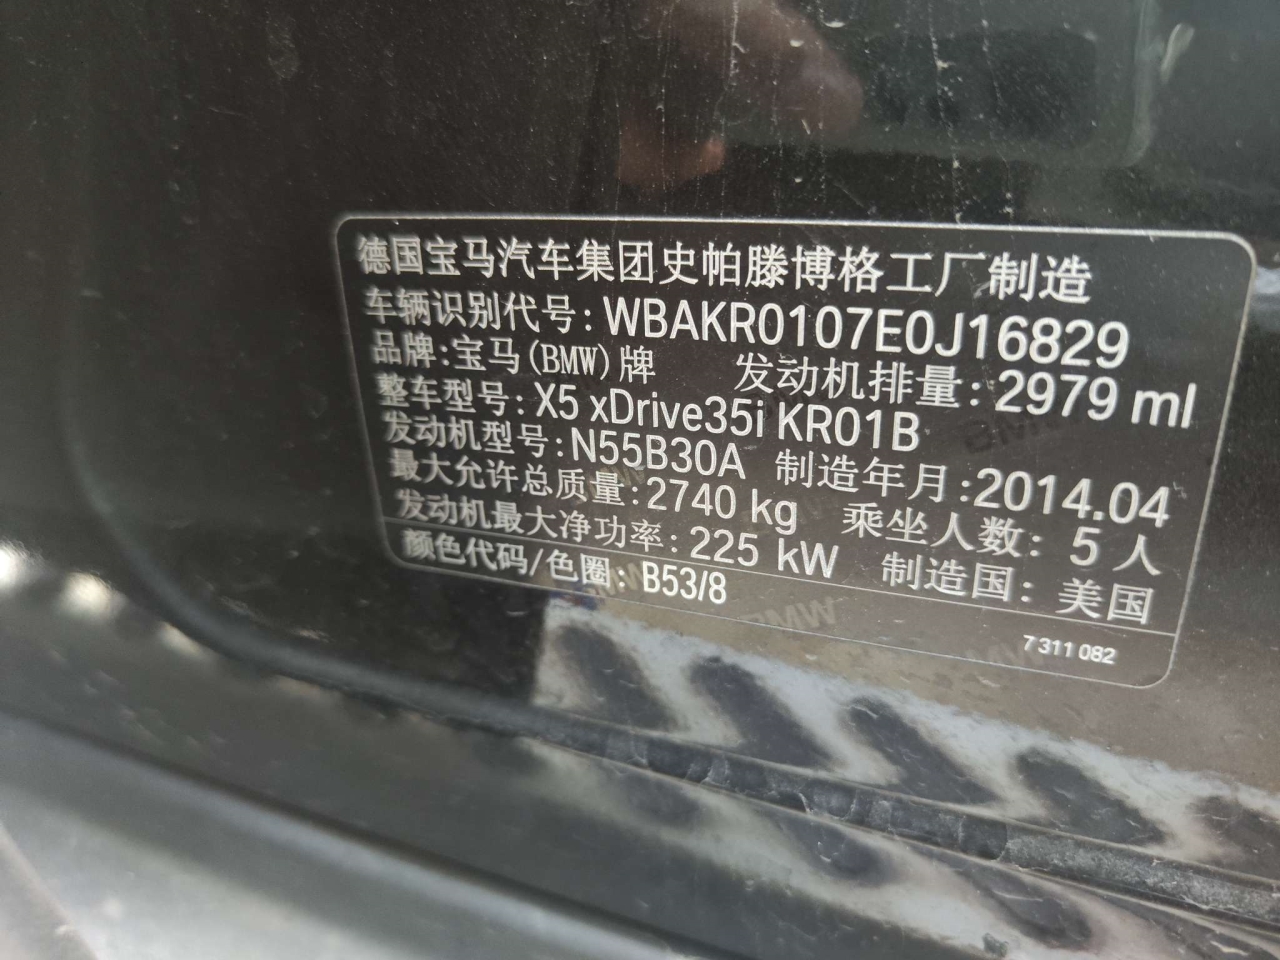 德国宝马汽车集团史帕滕博格工厂制造
车辆识别代号: WBAKR0107E0J16829
品牌:宝马(BMW)牌 发动机排量: 2979 ml
整车型号: X5 xDrive35i KR01B
发动机型号: N55B30A 制造年月:2014.04
最大允许总质量: 2740 kg 乘坐人数: 5 人
发动机最大净功率: 225 kW 制造国: 美国
颜色代码/色圈: B53/8
7 311 082